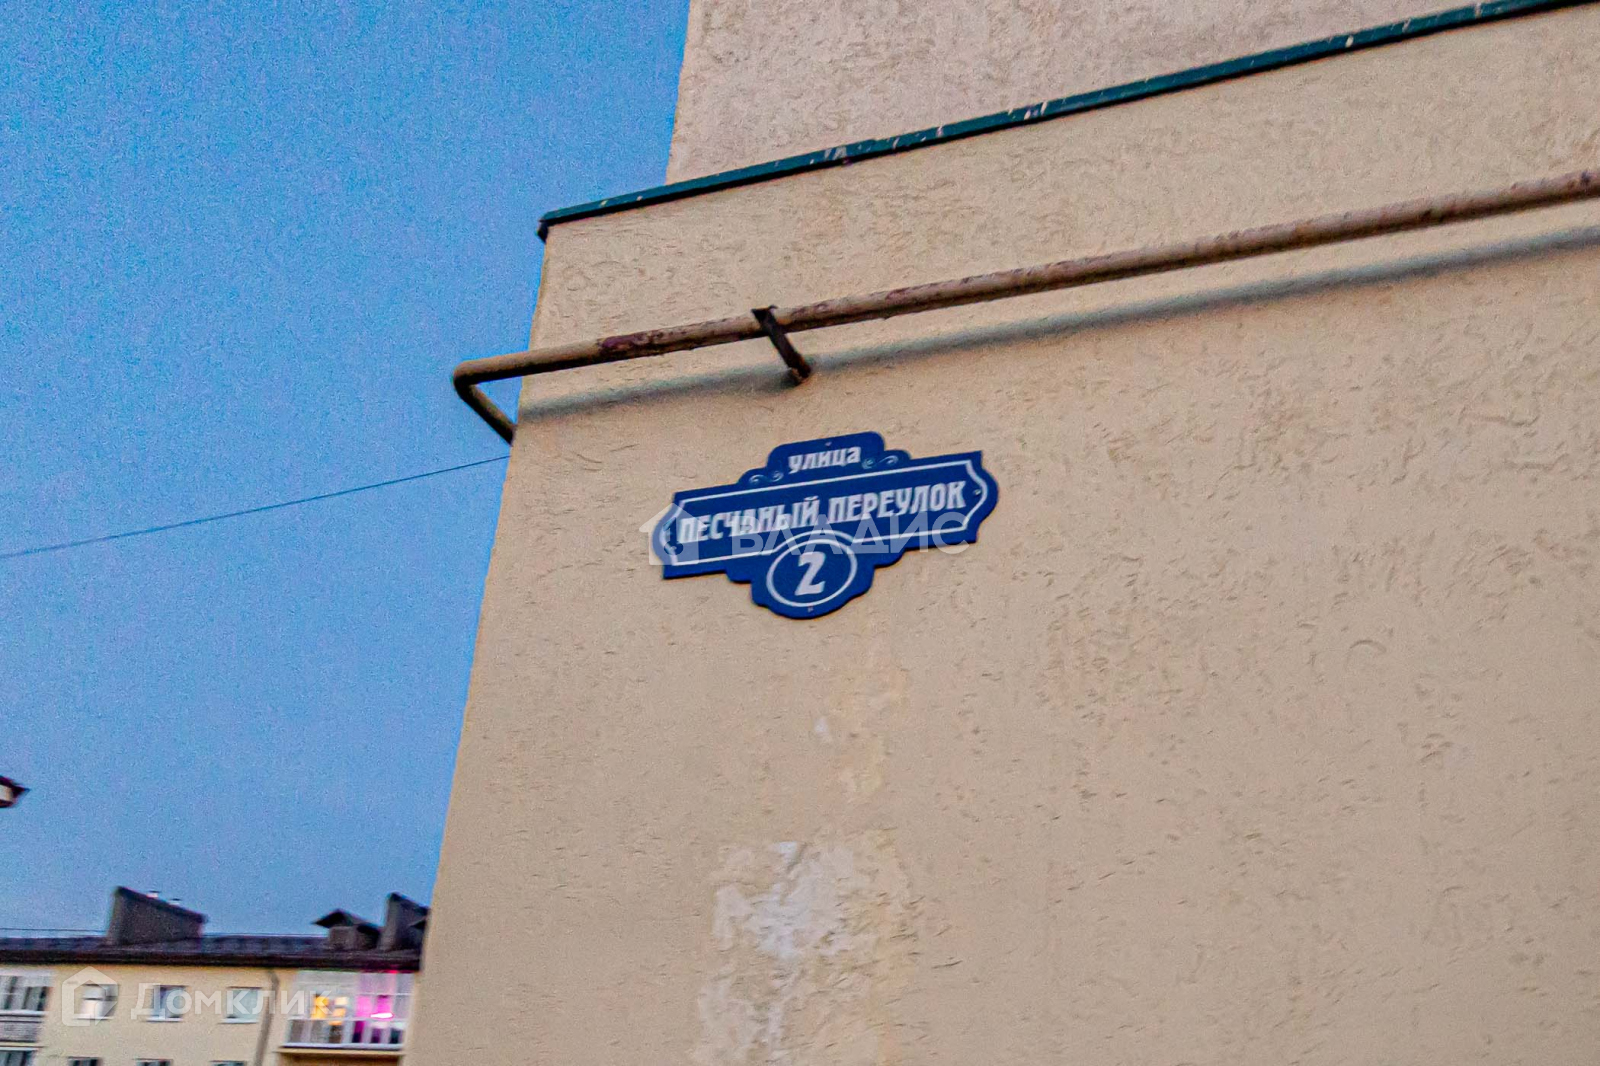 улица
ПЕСЧАНЫЙ ПЕРЕУЛОК
ВЛАДИС
2
ДОМКЛИК